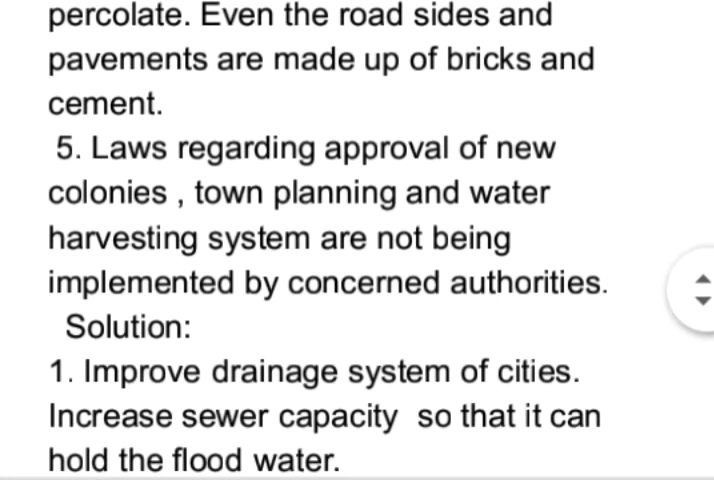 percolate. Even the road sides and
pavements are made up of bricks and
cement.
5. Laws regarding approval of new
colonies , town planning and water
harvesting system are not being
implemented by concerned authorities.
Solution:
1. Improve drainage system of cities.
Increase sewer capacity  so that it can
hold the flood water.